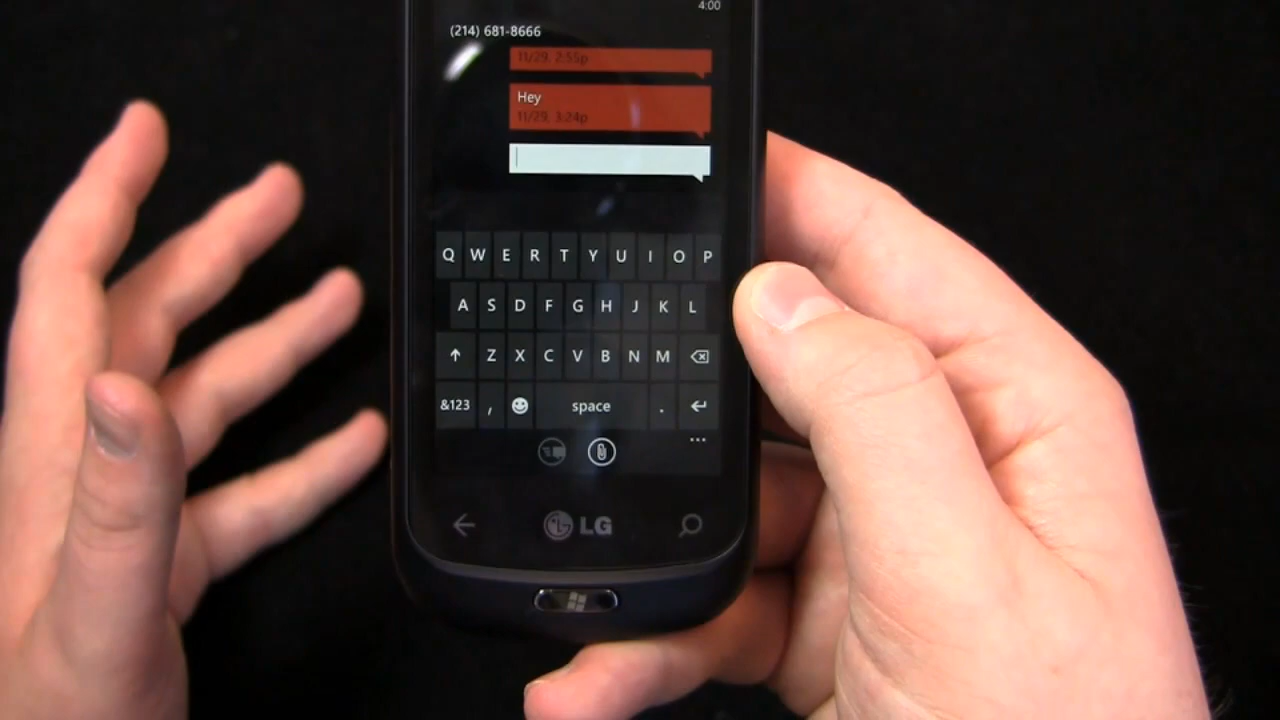 4:00
(214) 681-8666
11/29, 2:55p
Hey
11/29, 3:24p
Q W E R T Y U I O P
A S D F G H J K L
Z X C V B N M
&123 , space .
LG